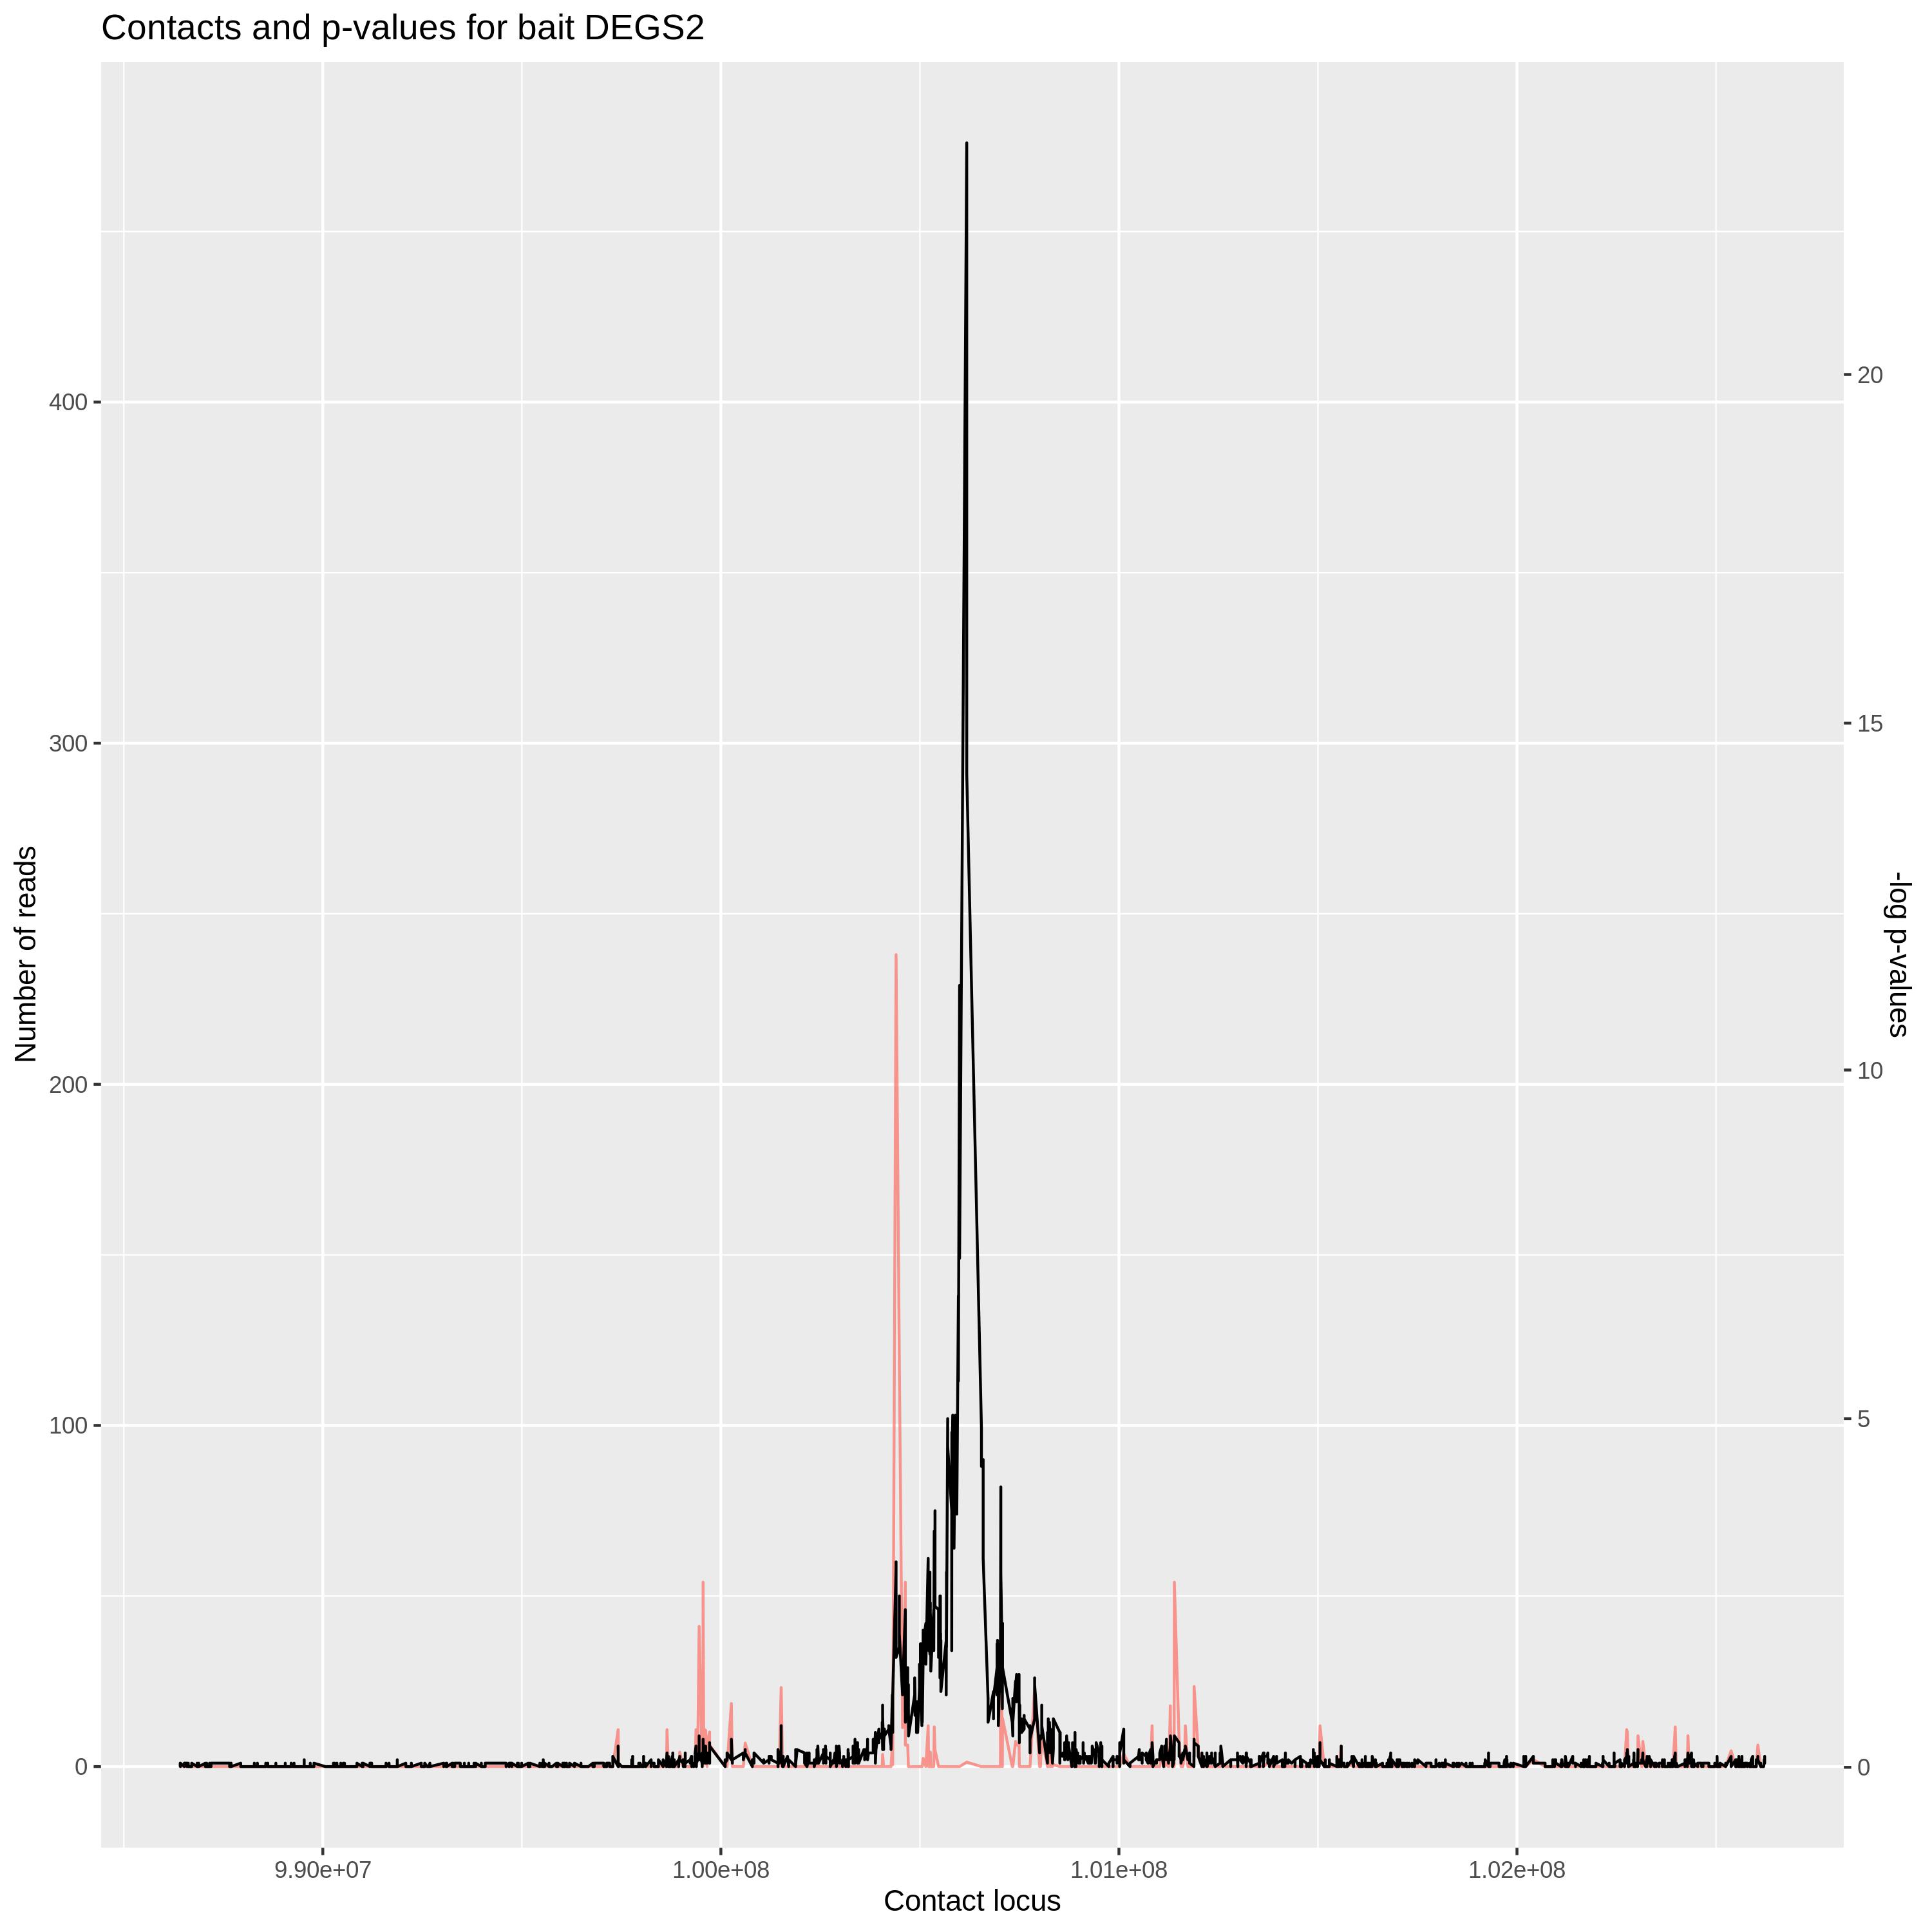 Contacts and p-values for bait DEGS2
Number of reads
400
300
200
100
0
20
15
10
5
0
-log p-values
9.90e+07
1.00e+08
1.01e+08
1.02e+08
Contact locus